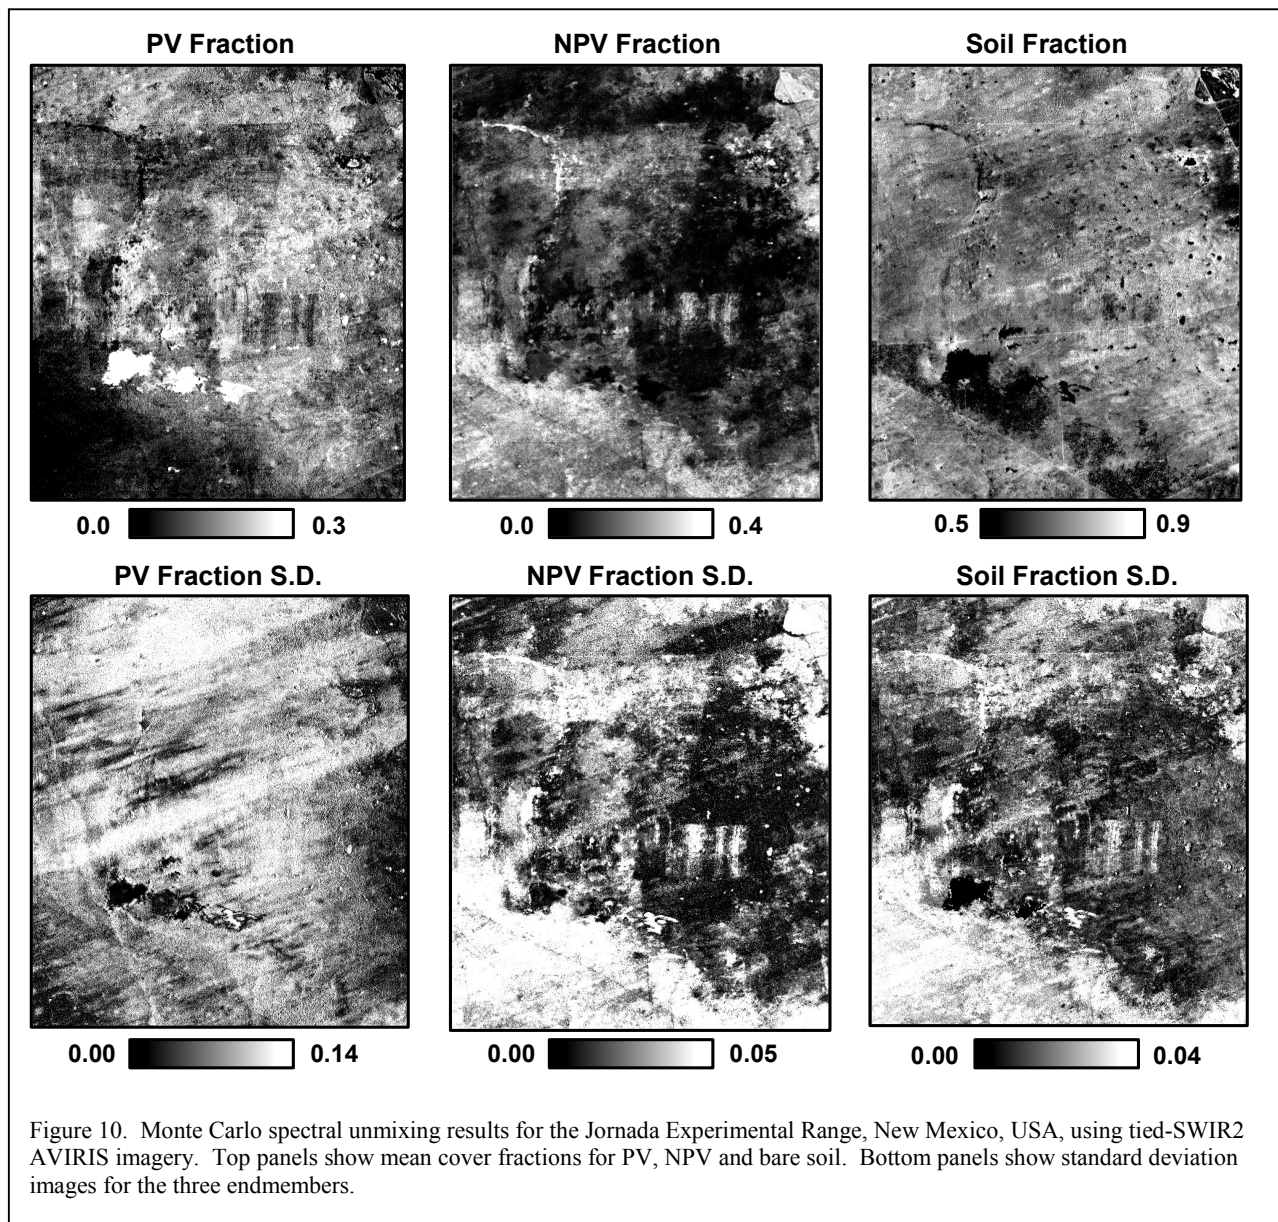 PV Fraction
NPV Fraction
Soil Fraction
0.0 0.3
0.0 0.4
0.5 0.9
PV Fraction S.D.
NPV Fraction S.D.
Soil Fraction S.D.
0.00 0.14
0.00 0.05
0.00 0.04
Figure 10. Monte Carlo spectral unmixing results for the Jornada Experimental Range, New Mexico, USA, using tied-SWIR2
AVIRIS imagery. Top panels show mean cover fractions for PV, NPV and bare soil. Bottom panels show standard deviation
images for the three endmembers.